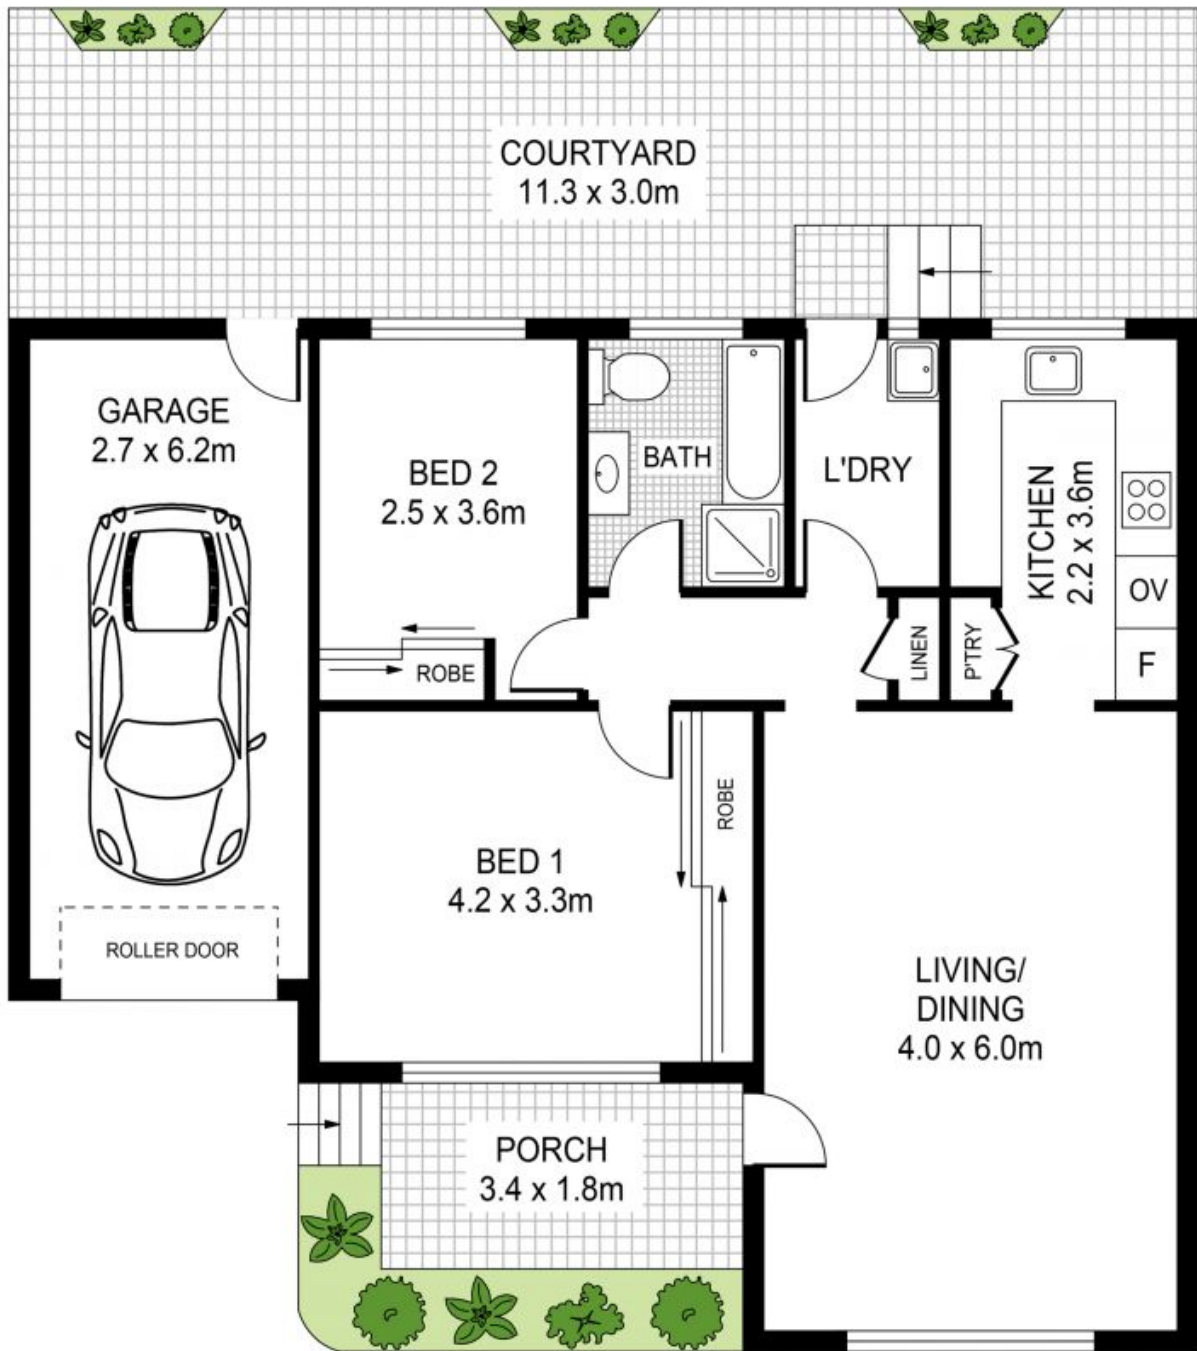 COURTYARD
11.3 x 3.0m
GARAGE
2.7 x 6.2m
BED 2
2.5 x 3.6m
BATH
L'DRY
KITCHEN
2.2 x 3.6m
OV
F
ROBE
LINEN
P'TRY
ROBE
BED 1
4.2 x 3.3m
ROLLER DOOR
LIVING/
DINING
4.0 x 6.0m
PORCH
3.4 x 1.8m